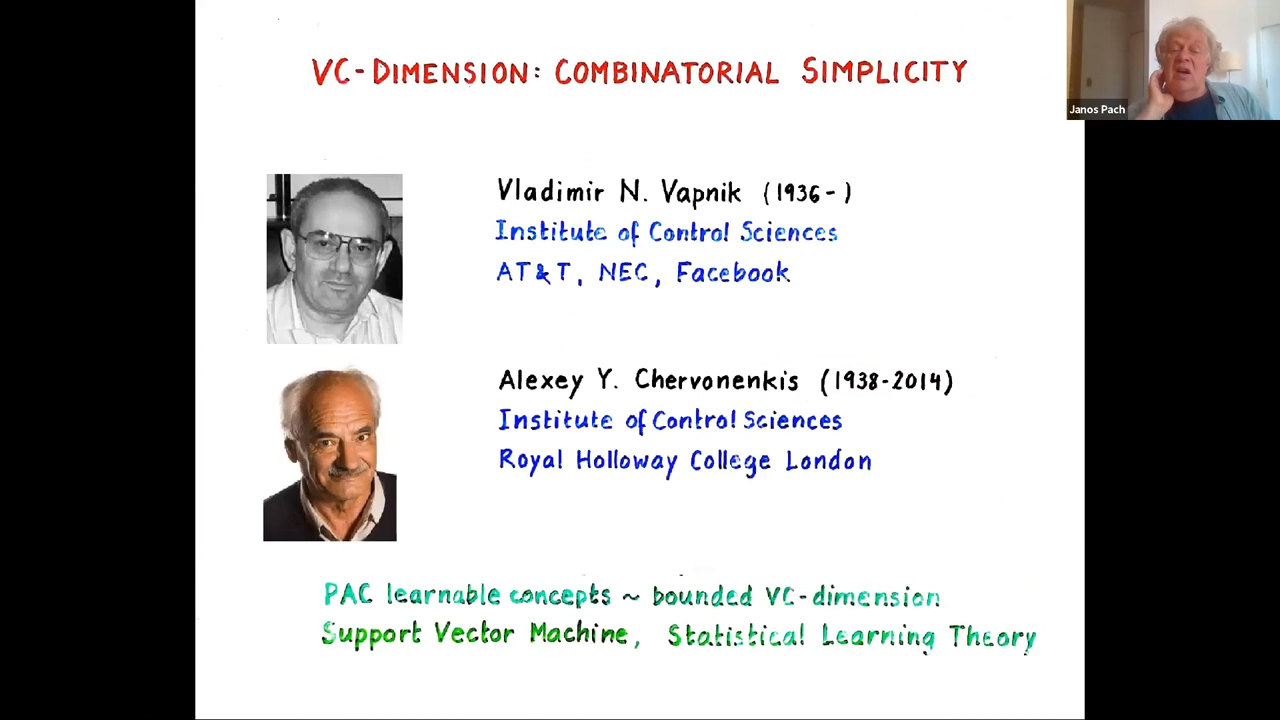 VC-DIMENSION: COMBINATORIAL SIMPLICITY
Janos Pach
Vladimir N. Vapnik (1936- )
Institute of Control Sciences
AT&T, NEC, Facebook
Alexey Y. Chervonenkis (1938-2014)
Institute of Control Sciences
Royal Holloway College London
PAC learnable concepts ~ bounded VC-dimension
Support Vector Machine, Statistical Learning Theory